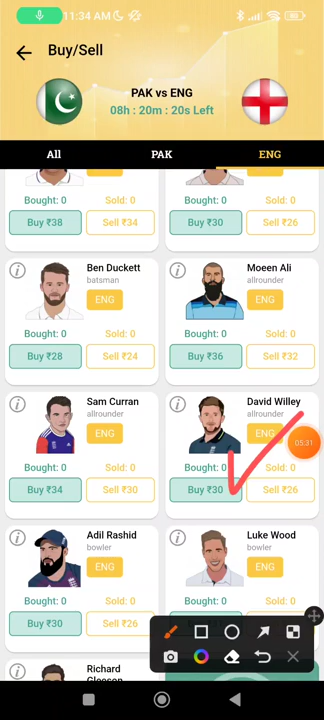 11:34 AM
Buy/Sell
PAK vs ENG
08h : 20m : 20s Left
All PAK ENG
Bought: 0 Sold: 0 Bought: 0 Sold: 0
Buy ₹38 Sell ₹34 Buy ₹30 Sell ₹26
Ben Duckett Moeen Ali
batsman allrounder
ENG ENG
Bought: 0 Sold: 0 Bought: 0 Sold: 0
Buy ₹28 Sell ₹24 Buy ₹36 Sell ₹32
Sam Curran David Willey
allrounder allrounder
ENG ENG
05:31
Bought: 0 Sold: 0 Bought: 0 Sold: 0
Buy ₹34 Sell ₹30 Buy ₹30 Sell ₹26
Adil Rashid Luke Wood
bowler bowler
ENG ENG
Bought: 0 Sold: 0 Bought: 0 Sold: 0
Buy ₹30 Sell ₹26
Richard
Gleeson